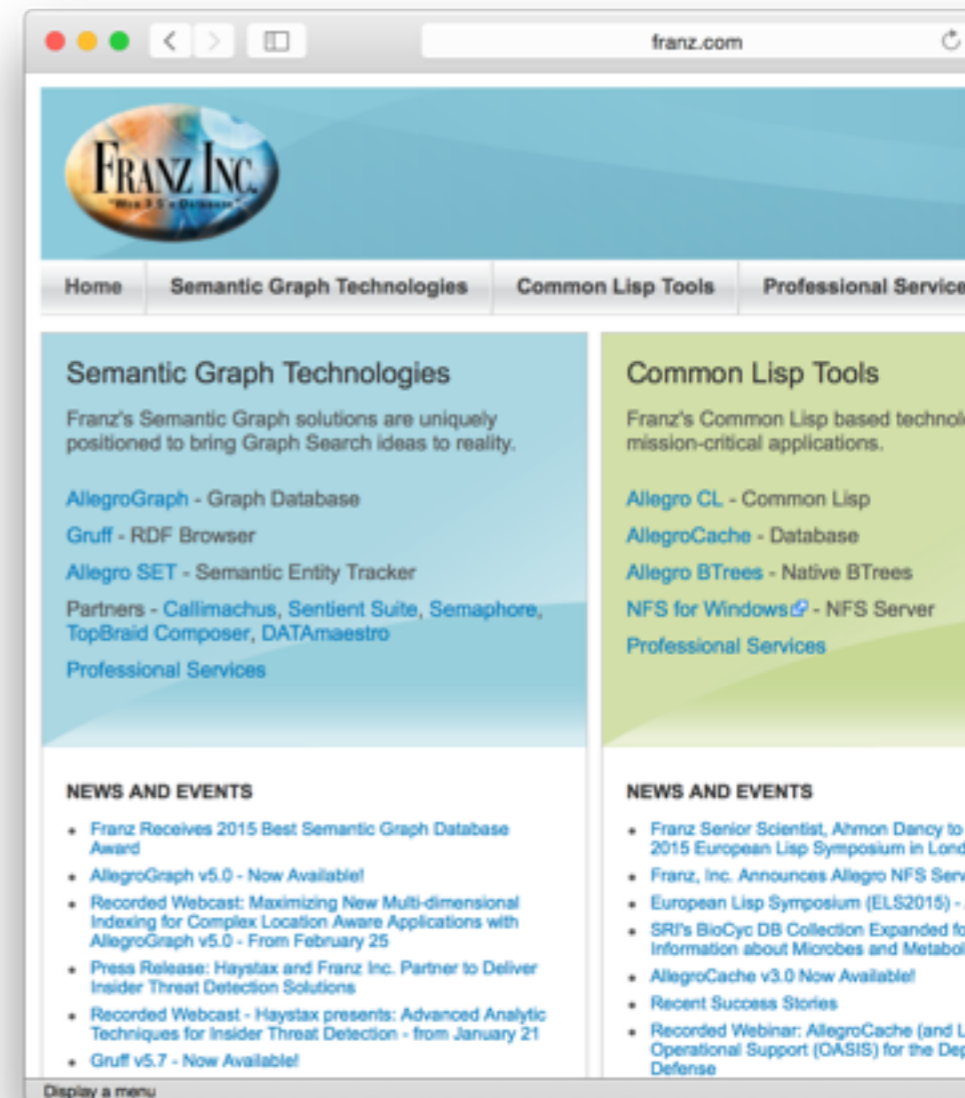 franz.com
FRANZ INC.
Home Semantic Graph Technologies Common Lisp Tools Professional Service
Semantic Graph Technologies
Franz's Semantic Graph solutions are uniquely
positioned to bring Graph Search ideas to reality.
AllegroGraph - Graph Database
Gruff - RDF Browser
Allegro SET - Semantic Entity Tracker
Partners - Callimachus, Sentient Suite, Semaphore,
TopBraid Composer, DATAmaestro
Professional Services
NEWS AND EVENTS
• Franz Receives 2015 Best Semantic Graph Database
Award
• AllegroGraph v5.0 - Now Available!
• Recorded Webcast: Maximizing New Multi-dimensional
Indexing for Complex Location Aware Applications with
AllegroGraph v5.0 - From February 25
• Press Release: Haystax and Franz Inc. Partner to Deliver
Insider Threat Detection Solutions
• Recorded Webcast - Haystax presents: Advanced Analytic
Techniques for Insider Threat Detection - from January 21
• Gruff v5.7 - Now Available!
Common Lisp Tools
Franz's Common Lisp based technol
mission-critical applications.
Allegro CL - Common Lisp
AllegroCache - Database
Allegro BTrees - Native BTrees
NFS for Windows - NFS Server
Professional Services
NEWS AND EVENTS
• Franz Senior Scientist, Ahmon Dancy to
2015 European Lisp Symposium in Lond
• Franz, Inc. Announces Allegro NFS Serv
• European Lisp Symposium (ELS2015) -
• SRI's BioCyc DB Collection Expanded fo
Information about Microbes and Metabol
• AllegroCache v3.0 Now Available!
• Recent Success Stories
• Recorded Webinar: AllegroCache (and L
Operational Support (OASIS) for the Dep
Defense
Display a menu